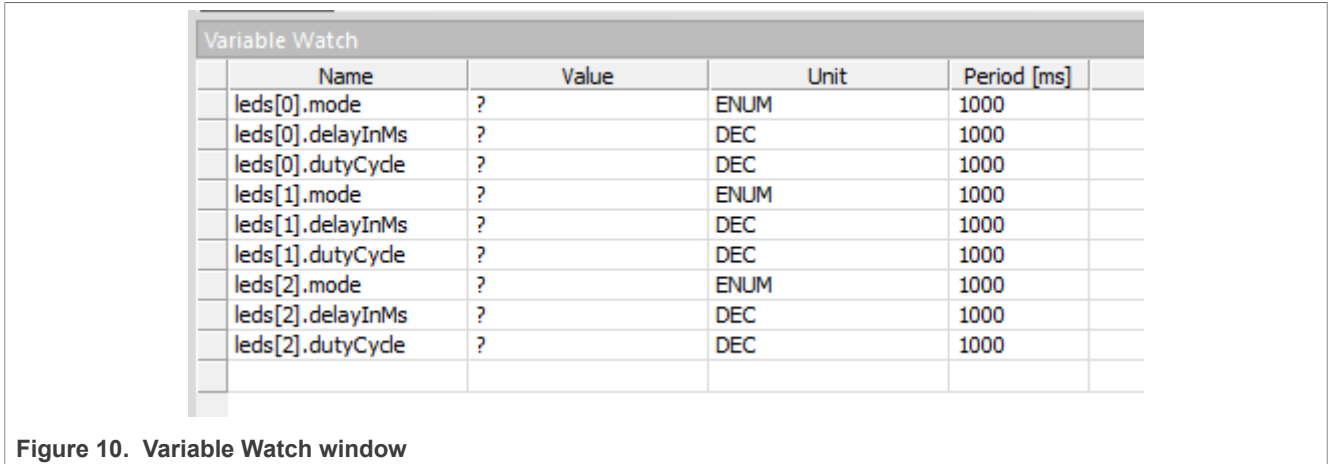 Variable Watch
Name Value Unit Period [ms]
leds[0].mode ? ENUM 1000
leds[0].delayInMs ? DEC 1000
leds[0].dutyCycle ? DEC 1000
leds[1].mode ? ENUM 1000
leds[1].delayInMs ? DEC 1000
leds[1].dutyCycle ? DEC 1000
leds[2].mode ? ENUM 1000
leds[2].delayInMs ? DEC 1000
leds[2].dutyCycle ? DEC 1000
Figure 10. Variable Watch window